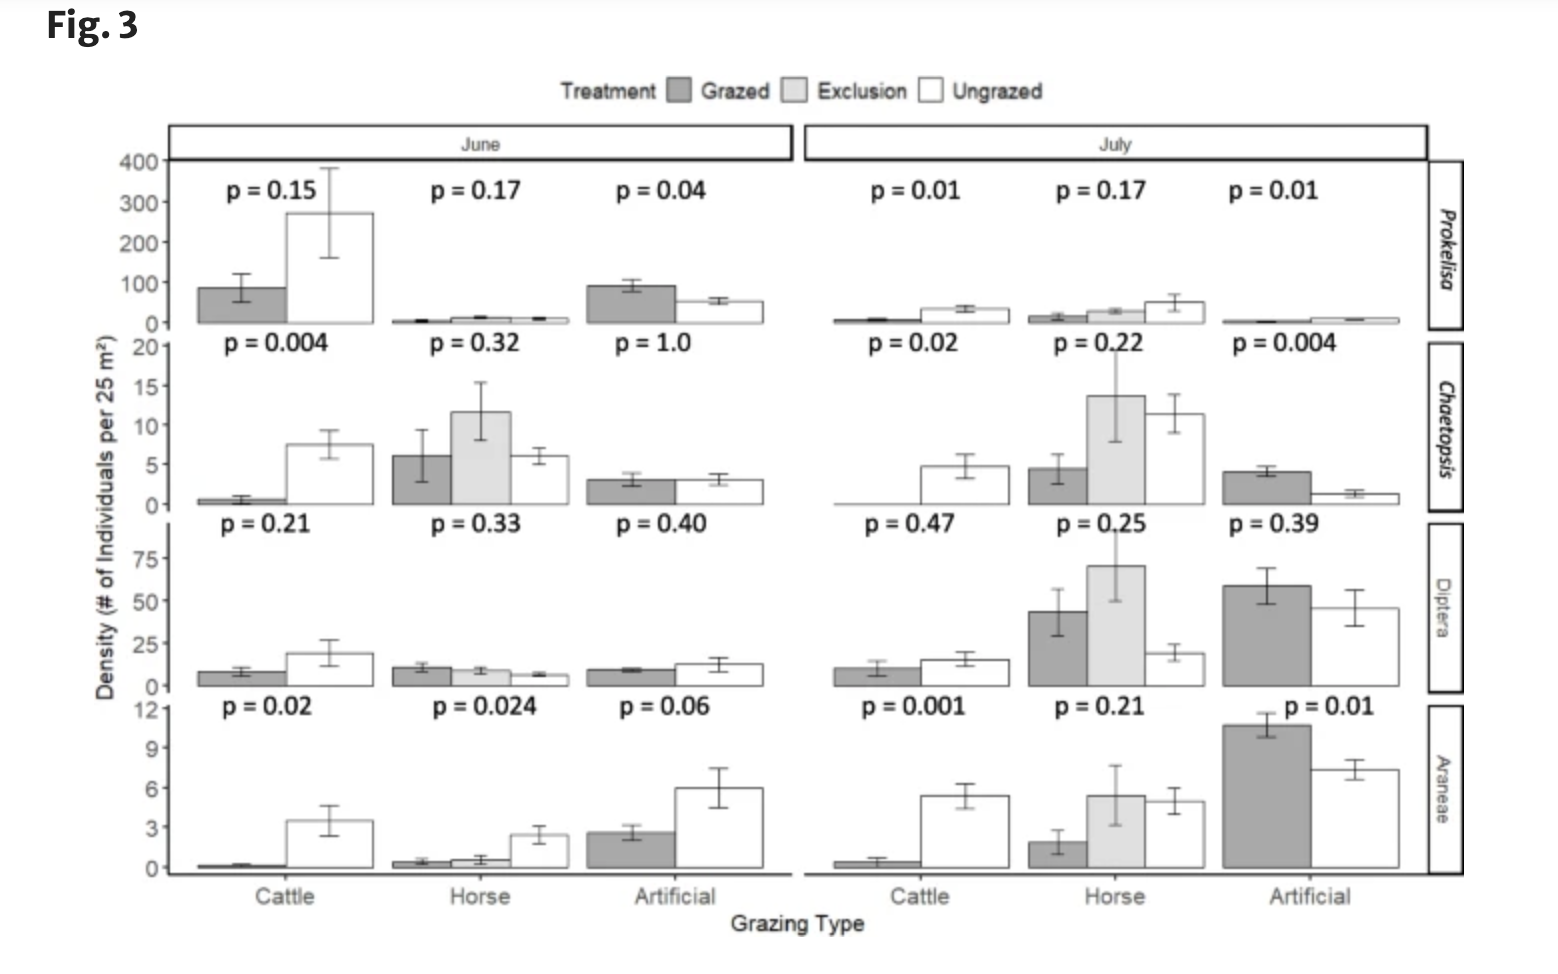 Fig. 3
Treatment Grazed Exclusion Ungrazed
June July
400
300
200
100
0
p = 0.15 p = 0.17 p = 0.04 p = 0.01 p = 0.17 p = 0.01
Prokelisa
20
15
10
5
0
p = 0.004 p = 0.32 p = 1.0 p = 0.02 p = 0.22 p = 0.004
Chaetopsis
75
50
25
0
p = 0.21 p = 0.33 p = 0.40 p = 0.47 p = 0.25 p = 0.39
Diptera
12
9
6
3
0
p = 0.02 p = 0.024 p = 0.06 p = 0.001 p = 0.21 p = 0.01
Araneae
Density (# of Individuals per 25 m²)
Cattle Horse Artificial Cattle Horse Artificial
Grazing Type